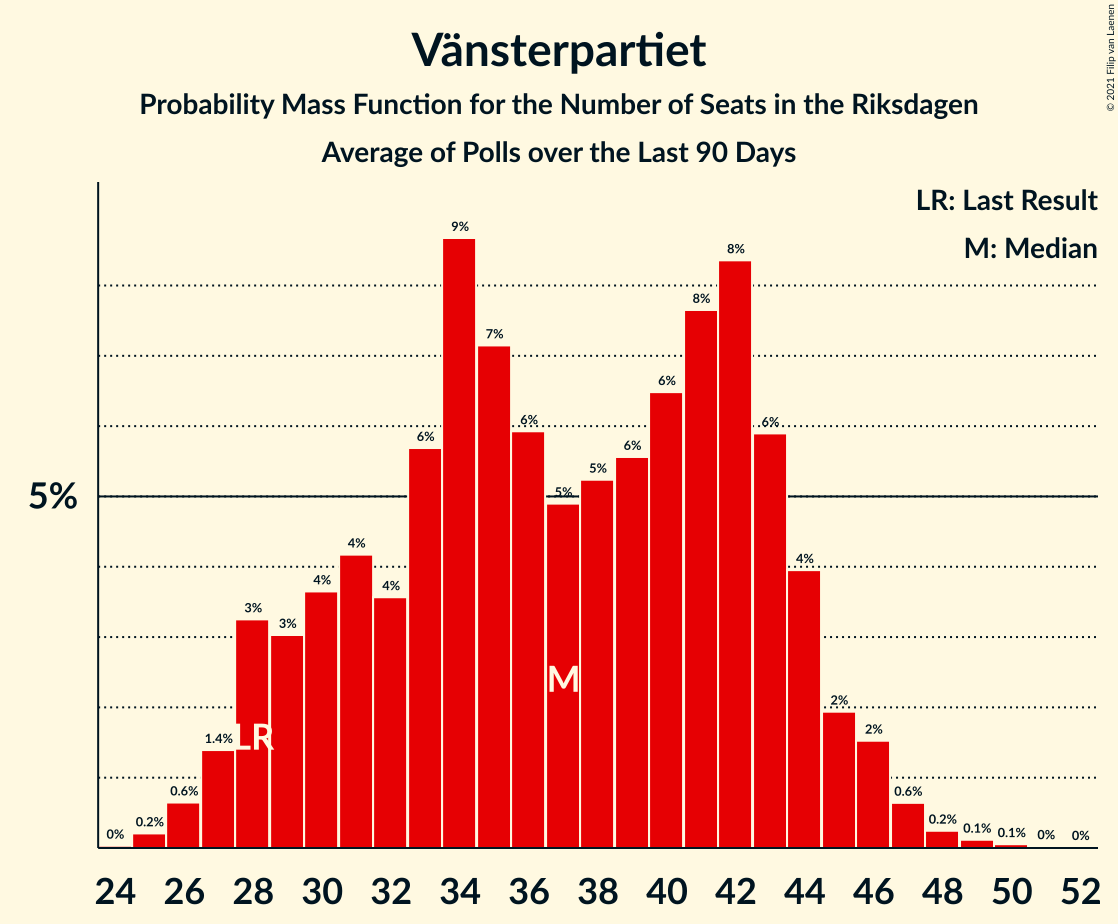 © 2021 Filip van Laenen
Vänsterpartiet
Probability Mass Function for the Number of Seats in the Riksdagen
Average of Polls over the Last 90 Days
LR: Last Result
M: Median
5%
0% 0.2% 0.6% 1.4% 3% 3% 4% 4% 4% 6% 9% 7% 6% 5% 5% 6% 6% 8% 8% 6% 4% 2% 2% 0.6% 0.2% 0.1% 0.1% 0% 0%
LR
M
24 26 28 30 32 34 36 38 40 42 44 46 48 50 52